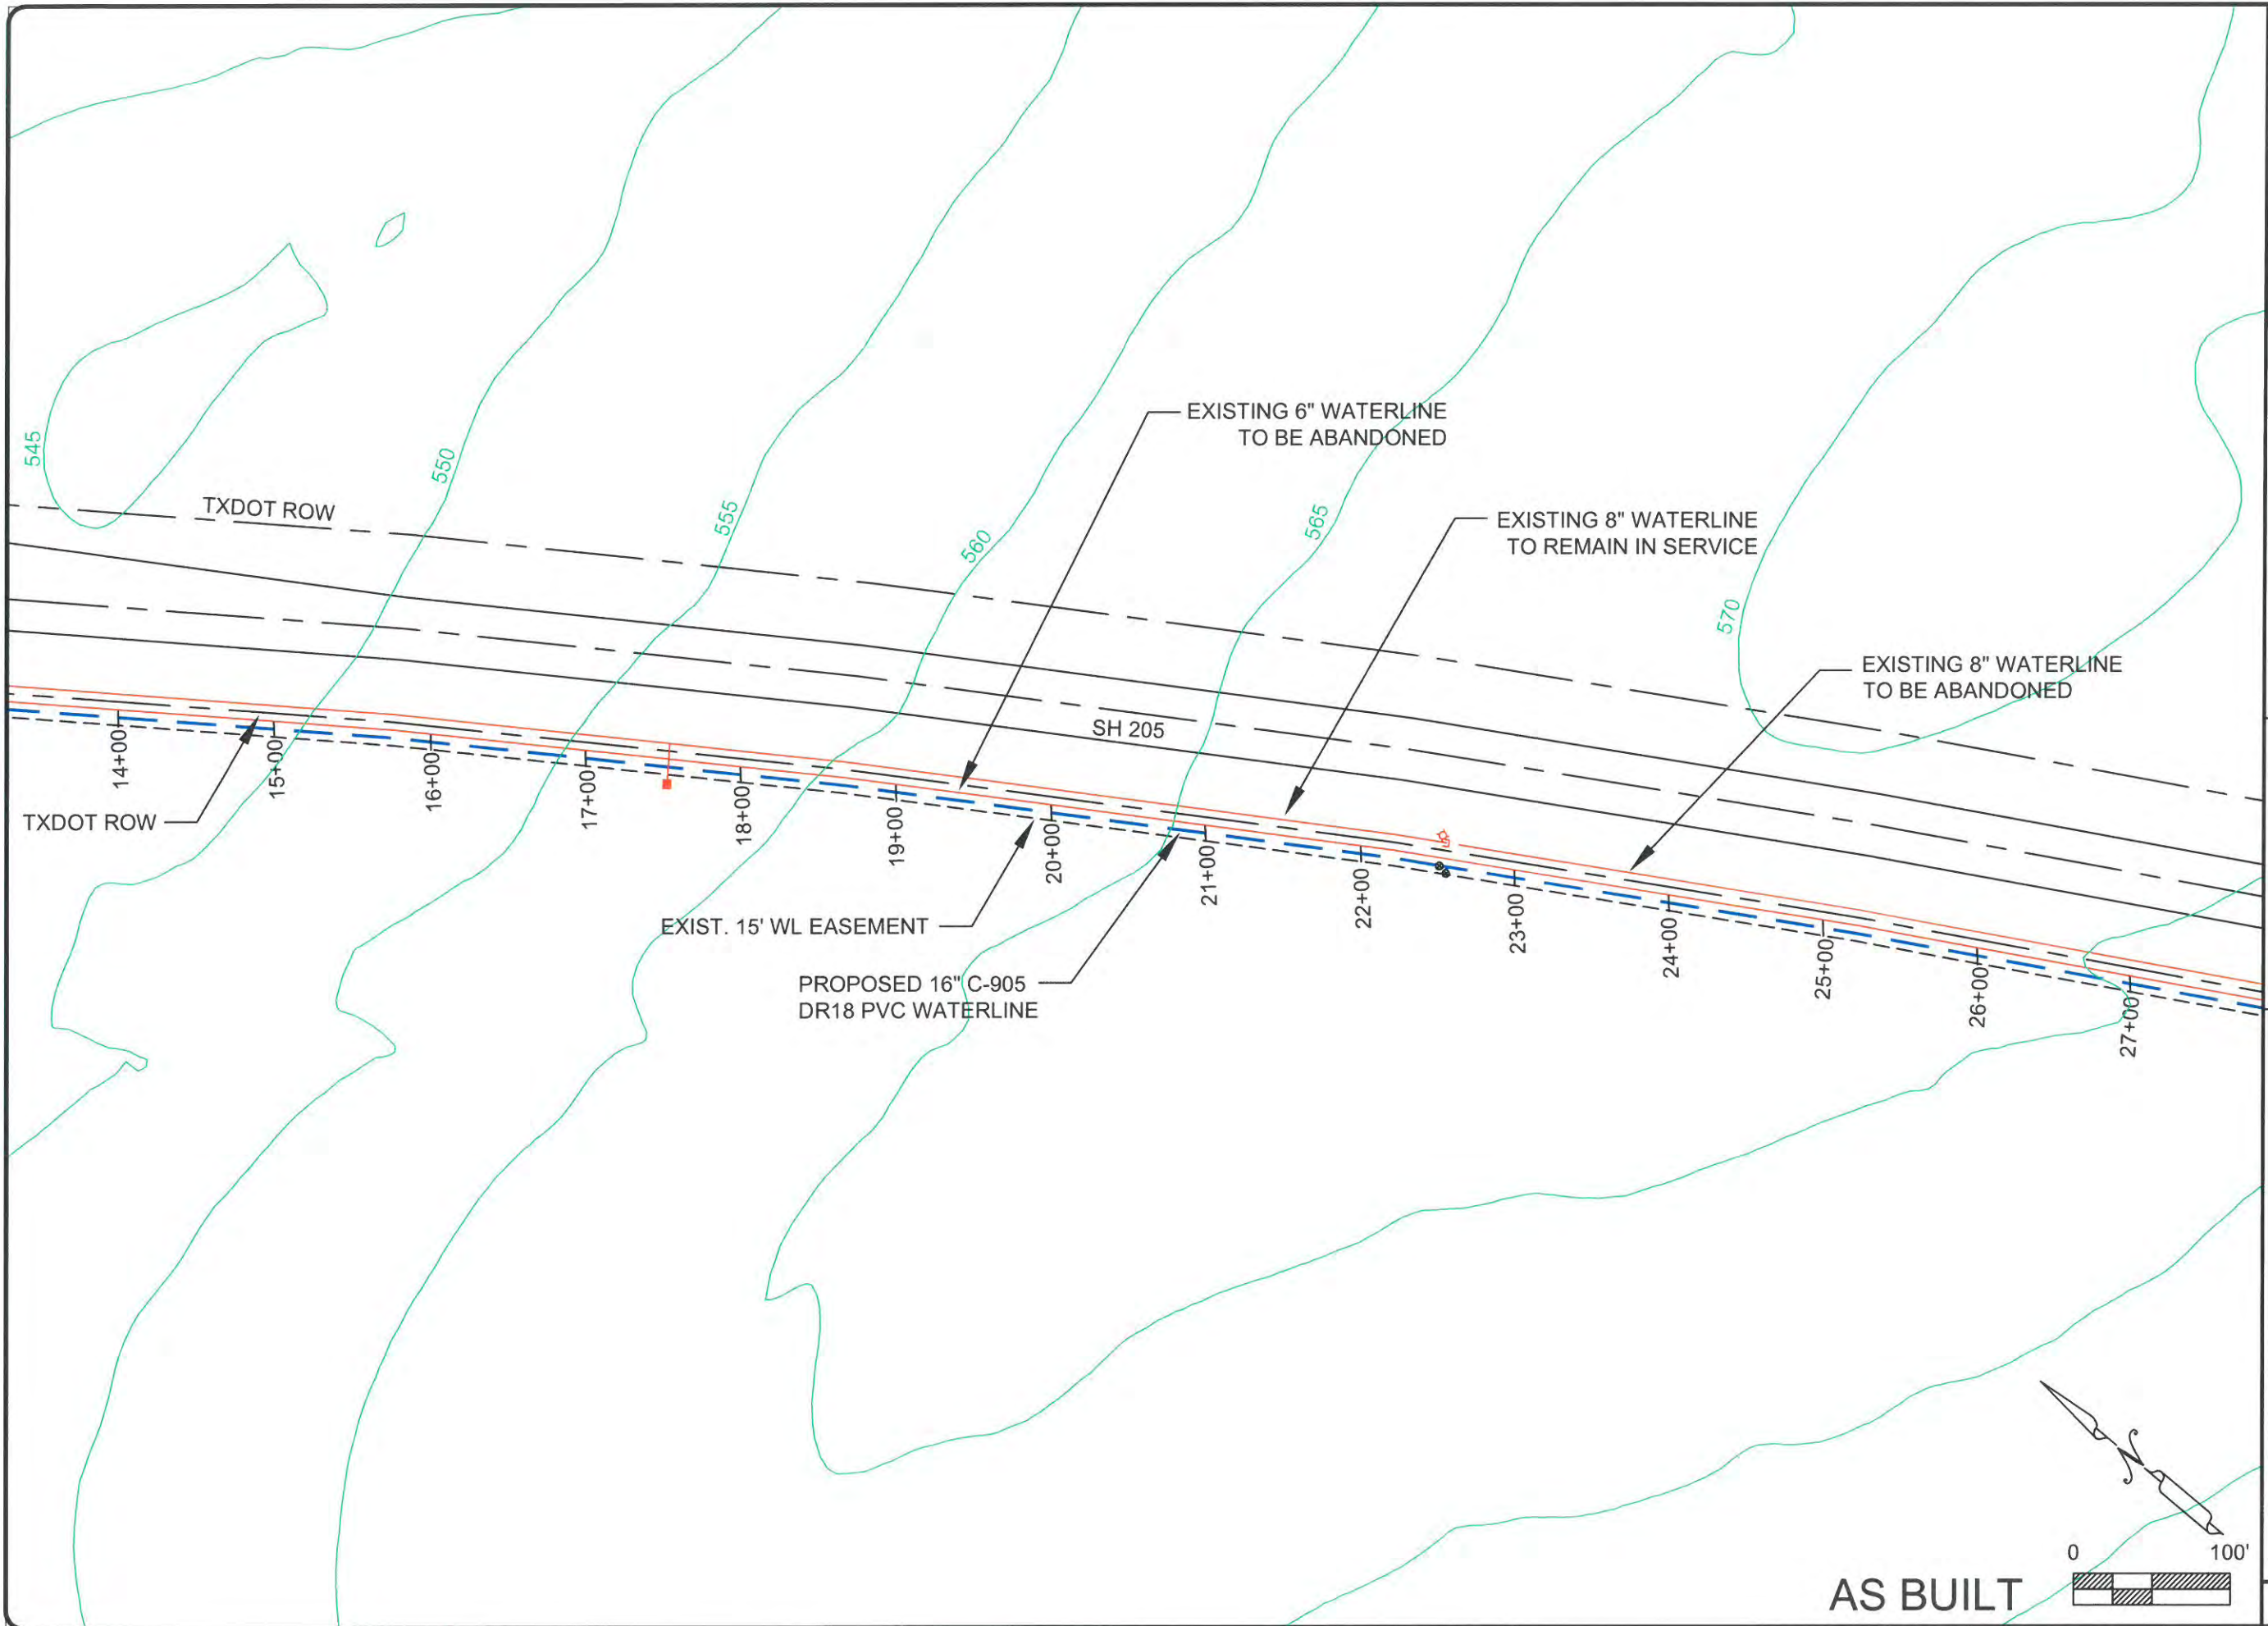 EXISTING 6" WATERLINE
TO BE ABANDONED
545
550
TXDOT ROW
555
560
565
EXISTING 8" WATERLINE
TO REMAIN IN SERVICE
570
EXISTING 8" WATERLINE
TO BE ABANDONED
SH 205
14+00
15+00
16+00
17+00
18+00
19+00
20+00
21+00
22+00
23+00
24+00
25+00
26+00
27+00
TXDOT ROW
EXIST. 15' WL EASEMENT
PROPOSED 16" C-905
DR18 PVC WATERLINE
N
0 100'
AS BUILT